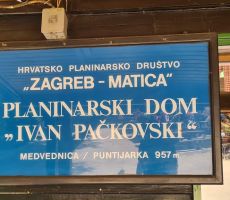 HRVATSKO PLANINARSKO DRUŠTVO
„ZAGREB – MATICA"
PLANINARSKI DOM
„IVAN PAČKOVSKI"
MEDVEDNICA / PUNTIJARKA 957 m